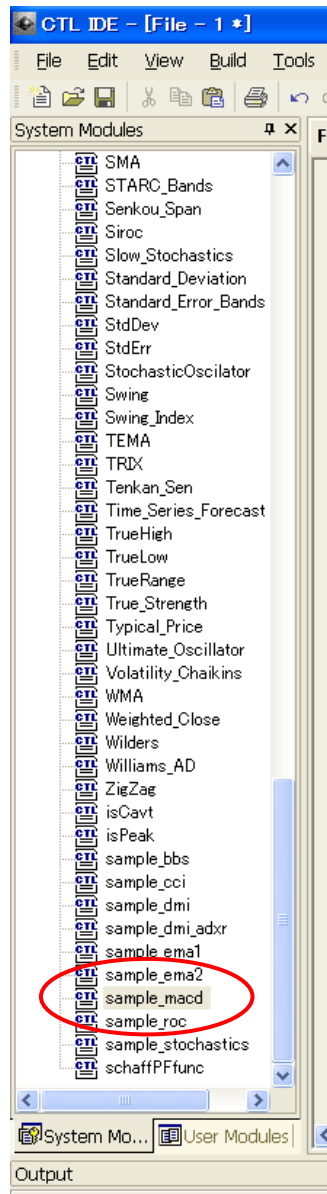 CTL IDE - [File - 1 *]
File Edit View Build Tools
System Modules
F
SMA
STARC_Bands
Senkou_Span
Siroc
Slow_Stochastics
Standard_Deviation
Standard_Error_Bands
StdDev
StdErr
StochasticOscilator
Swing
Swing_Index
TEMA
TRIX
Tenkan_Sen
Time_Series_Forecast
TrueHigh
TrueLow
TrueRange
True_Strength
Typical_Price
Ultimate_Oscillator
Volatility_Chaikins
WMA
Weighted_Close
Wilders
Williams_AD
ZigZag
isCavt
isPeak
sample_bbs
sample_cci
sample_dmi
sample_dmi_adxr
sample_ema1
sample_ema2
sample_macd
sample_roc
sample_stochastics
schaffPFfunc
System Mo... User Modules
Output